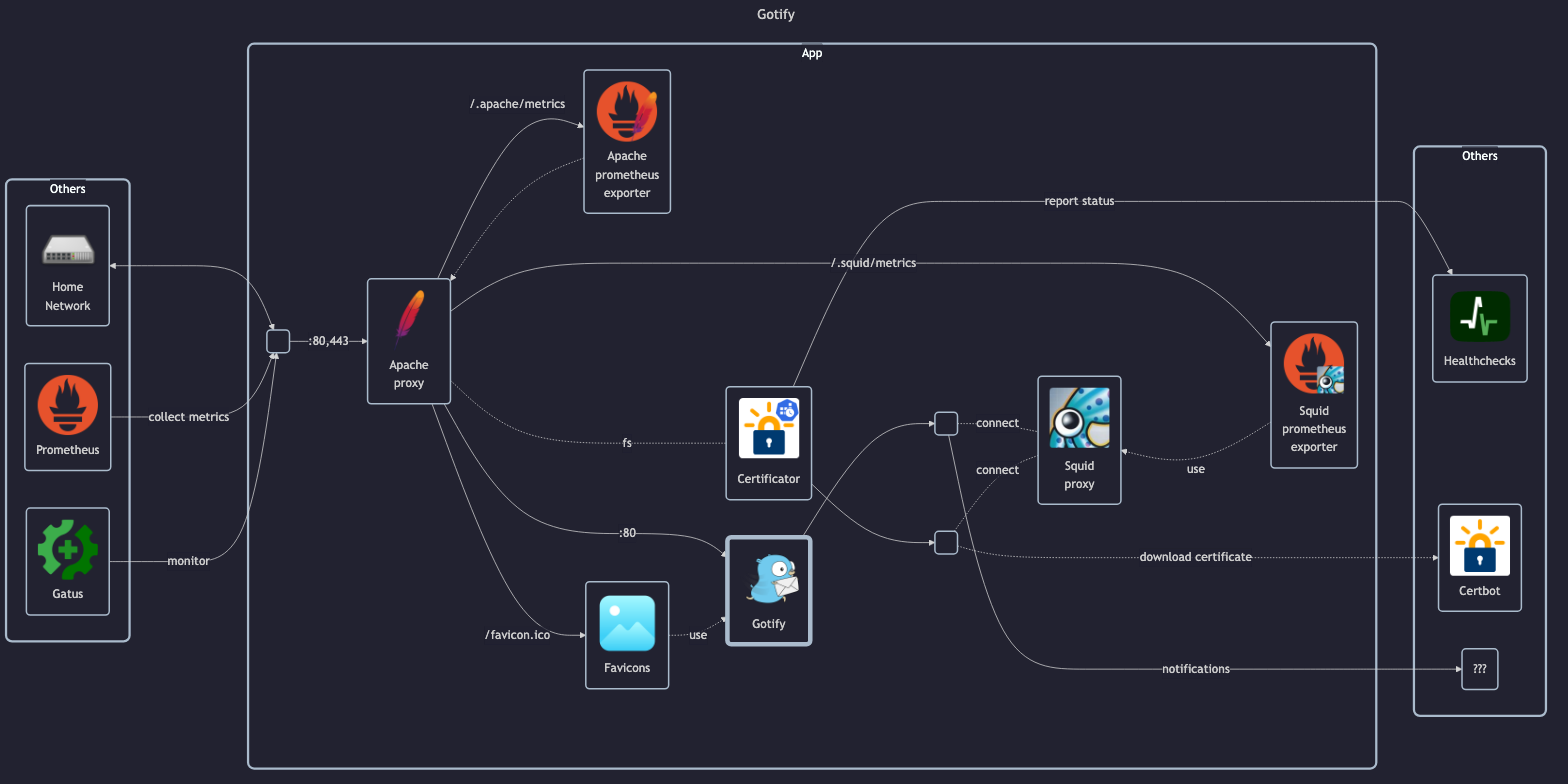 Gotify
App
Others
Home
Network
Prometheus
Gatus
collect metrics
monitor
:80,443
Apache
proxy
/.apache/metrics
Apache
prometheus
exporter
report status
/.squid/metrics
fs
:80
/favicon.ico
Favicons
use
Certificator
Gotify
connect
connect
Squid
proxy
use
Squid
prometheus
exporter
download certificate
notifications
Others
Healthchecks
Certbot
???